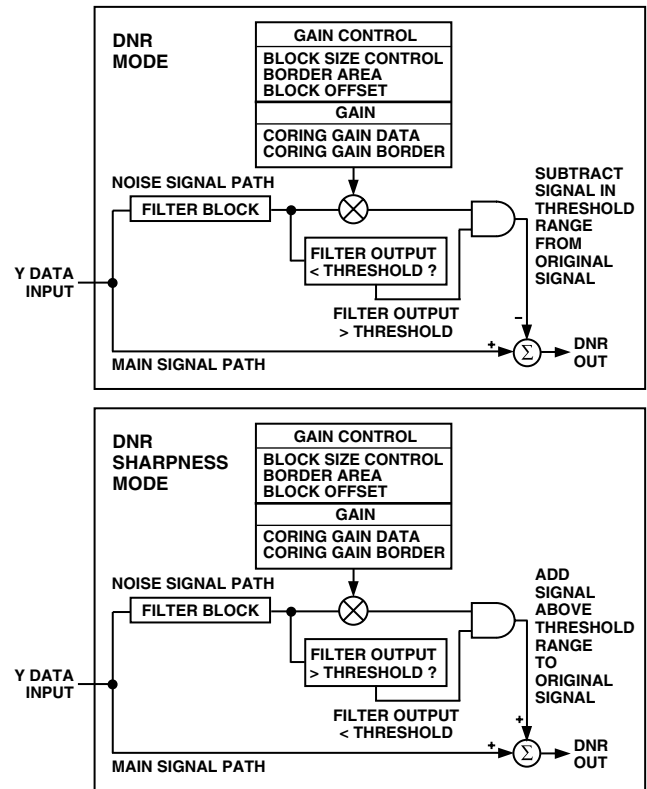 DNR
MODE
GAIN CONTROL
BLOCK SIZE CONTROL
BORDER AREA
BLOCK OFFSET
GAIN
CORING GAIN DATA
CORING GAIN BORDER
NOISE SIGNAL PATH
FILTER BLOCK
FILTER OUTPUT
< THRESHOLD ?
FILTER OUTPUT
> THRESHOLD
SUBTRACT
SIGNAL IN
THRESHOLD
RANGE
FROM
ORIGINAL
SIGNAL
Y DATA
INPUT
MAIN SIGNAL PATH
+
–
Σ
DNR
OUT
DNR
SHARPNESS
MODE
GAIN CONTROL
BLOCK SIZE CONTROL
BORDER AREA
BLOCK OFFSET
GAIN
CORING GAIN DATA
CORING GAIN BORDER
NOISE SIGNAL PATH
FILTER BLOCK
FILTER OUTPUT
> THRESHOLD ?
FILTER OUTPUT
< THRESHOLD
ADD
SIGNAL
ABOVE
THRESHOLD
RANGE
TO
ORIGINAL
SIGNAL
Y DATA
INPUT
MAIN SIGNAL PATH
+
+
Σ
DNR
OUT